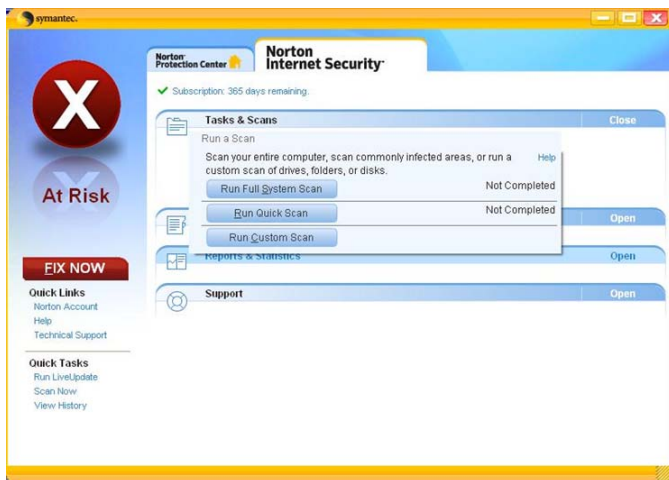 symantec.
Norton
Protection Center
Norton
Internet Security
Subscription: 365 days remaining.
Tasks & Scans
Close
Run a Scan
Scan your entire computer, scan commonly infected areas, or run a
custom scan of drives, folders, or disks.
Help
Run Full System Scan
Not Completed
Run Quick Scan
Not Completed
Run Custom Scan
Open
Reports & Statistics
Open
Support
Open
X
At Risk
FIX NOW
Quick Links
Norton Account
Help
Technical Support
Quick Tasks
Run LiveUpdate
Scan Now
View History